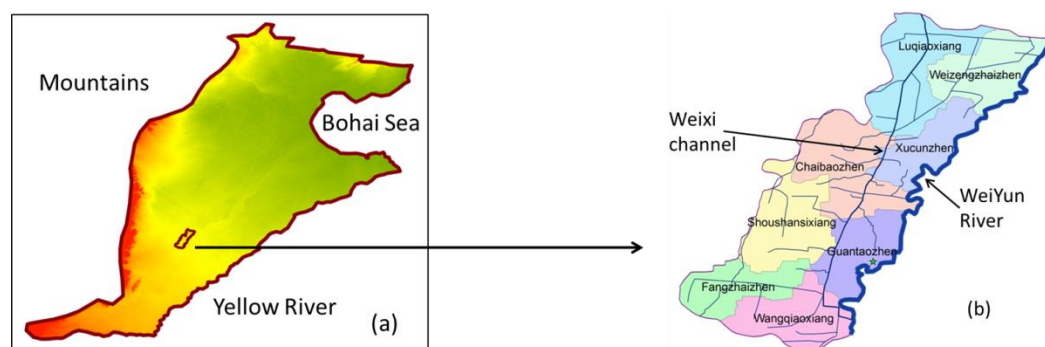 Mountains
Bohai Sea
Yellow River
(a)
Luqiaoxiang
Weizengzhaizhen
Weixi
channel
Xucunzhen
Chaibaozhen
WeiYun
River
Shoushansixiang
Guantaozhen
Fangzhaizhen
(b)
Wangqiaoxiang